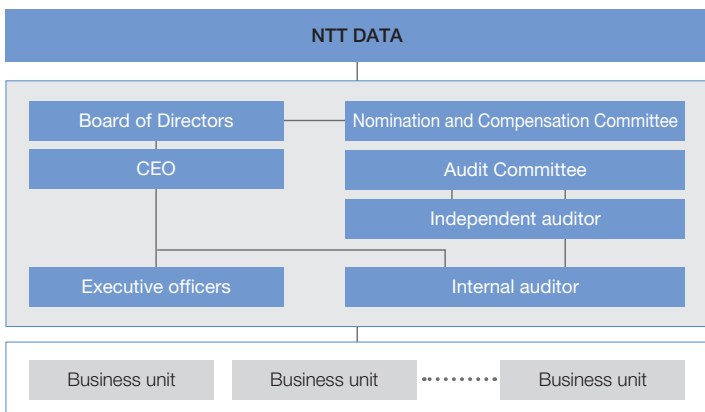 NTT DATA
Board of Directors
Nomination and Compensation Committee
CEO
Audit Committee
Independent auditor
Executive officers
Internal auditor
Business unit
Business unit
Business unit